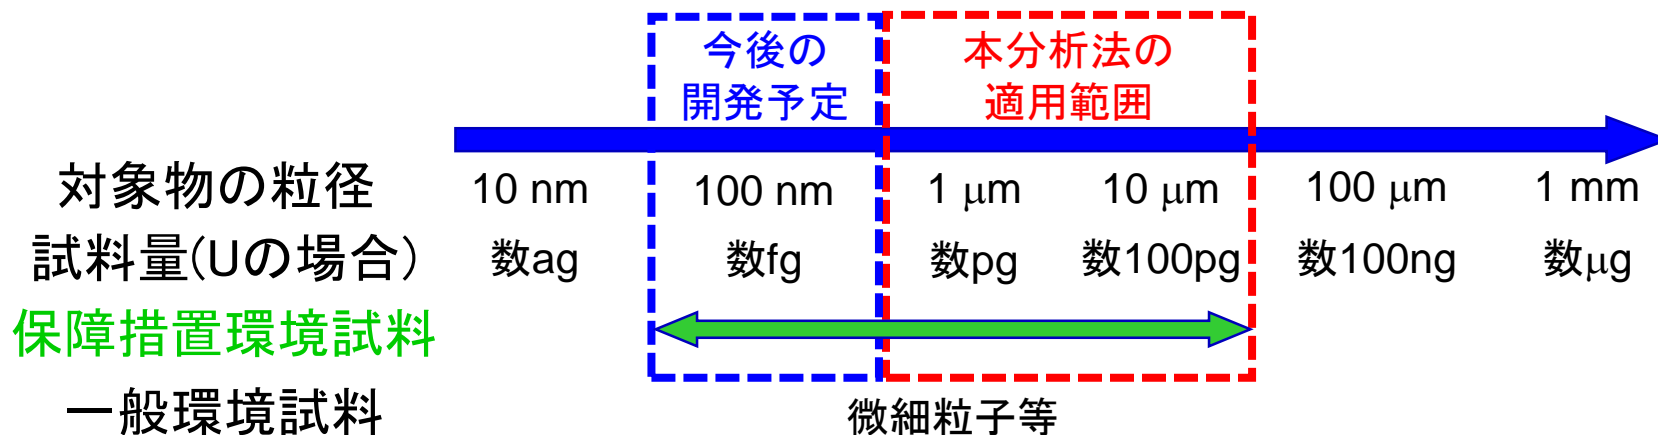 今後の
開発予定
本分析法の
適用範囲
対象物の粒径 10 nm 100 nm 1 μm 10 μm 100 μm 1 mm
試料量(Uの場合) 数ag 数fg 数pg 数100pg 数100ng 数μg
保障措置環境試料
一般環境試料 微細粒子等